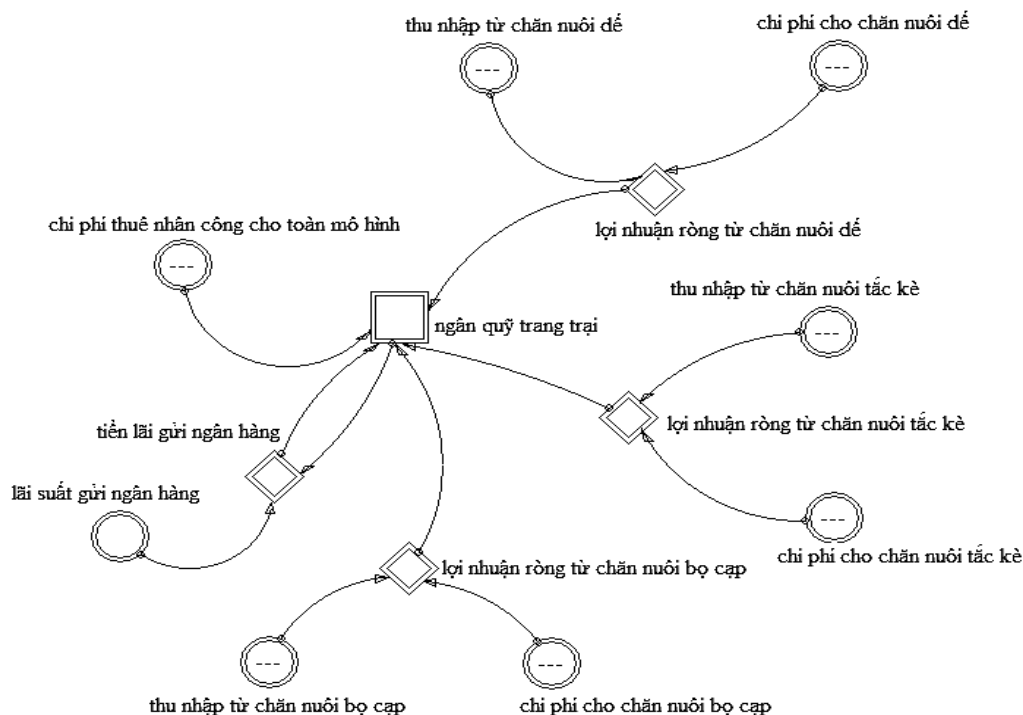 thu nhập từ chăn nuôi dế
chi phí cho chăn nuôi dế
chi phí thuê nhân công cho toàn mô hình
lợi nhuận ròng từ chăn nuôi dế
thu nhập từ chăn nuôi tắc kè
ngân quỹ trang trại
tiền lãi gửi ngân hàng
lợi nhuận ròng từ chăn nuôi tắc kè
lãi suất gửi ngân hàng
chi phí cho chăn nuôi tắc kè
lợi nhuận ròng từ chăn nuôi bọ cạp
thu nhập từ chăn nuôi bọ cạp
chi phí cho chăn nuôi bọ cạp